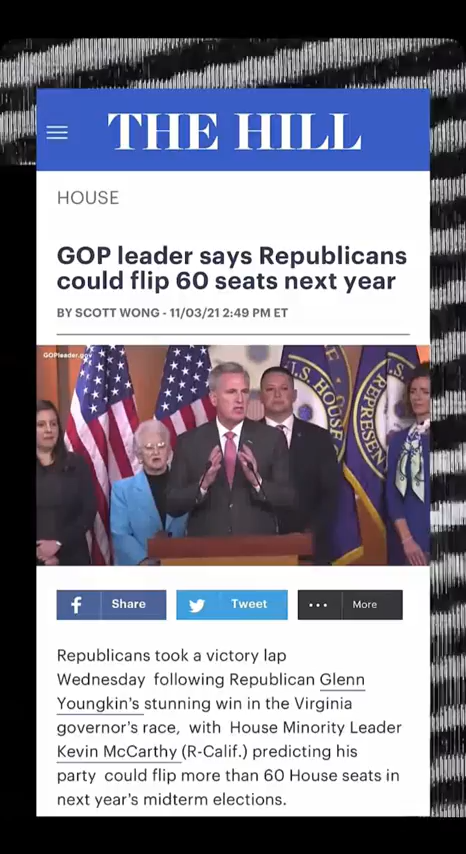 THE HILL
HOUSE
GOP leader says Republicans
could flip 60 seats next year
BY SCOTT WONG - 11/03/21 2:49 PM ET
GOPleader.gov
U.S. HOUSE OF
U.S.
REPRESEN
Share
Tweet
More
Republicans took a victory lap
Wednesday following Republican Glenn
Youngkin's stunning win in the Virginia
governor's race, with House Minority Leader
Kevin McCarthy (R-Calif.) predicting his
party could flip more than 60 House seats in
next year's midterm elections.